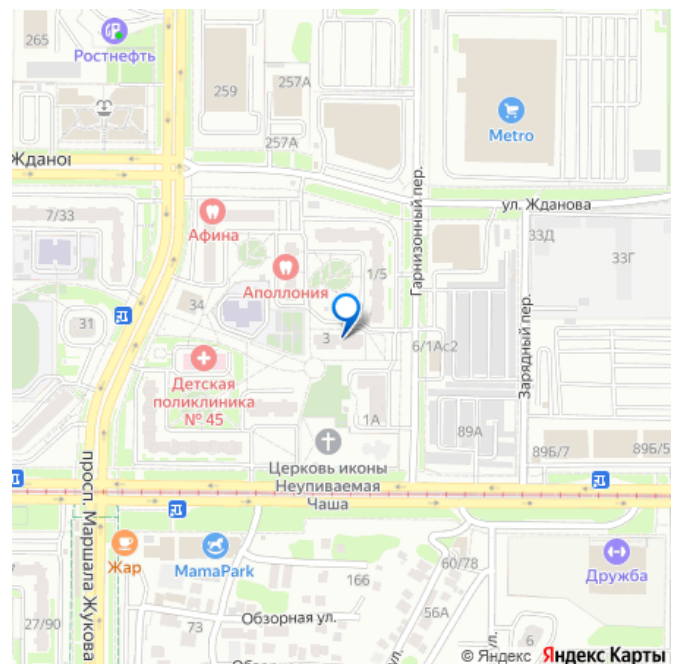 265
Ростнефть
259
257А
257А
Metro
Жданов
ул. Жданова
7/33
Афина
Гарнизонный пер.
33Д
33Г
Аполлония
1/5
34
31
3
6/1Ас2
Зарядный пер.
Детская
поликлиника
№ 45
1А
89А
89Б/7
89Б/5
Церковь иконы
Неупиваемая
Чаша
просп. Маршала Жукова
Жар
MamaPark
166
60/78
Дружба
56А
Обзорная ул.
27/90
73
6
© Яндекс Яндекс Карты